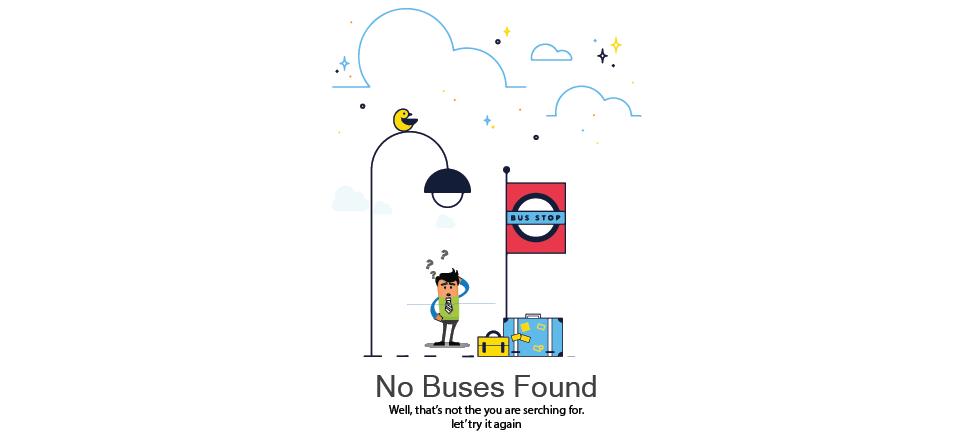 ? ? ?
BUS STOP
No Buses Found
Well, that's not the you are serching for.
let' try it again